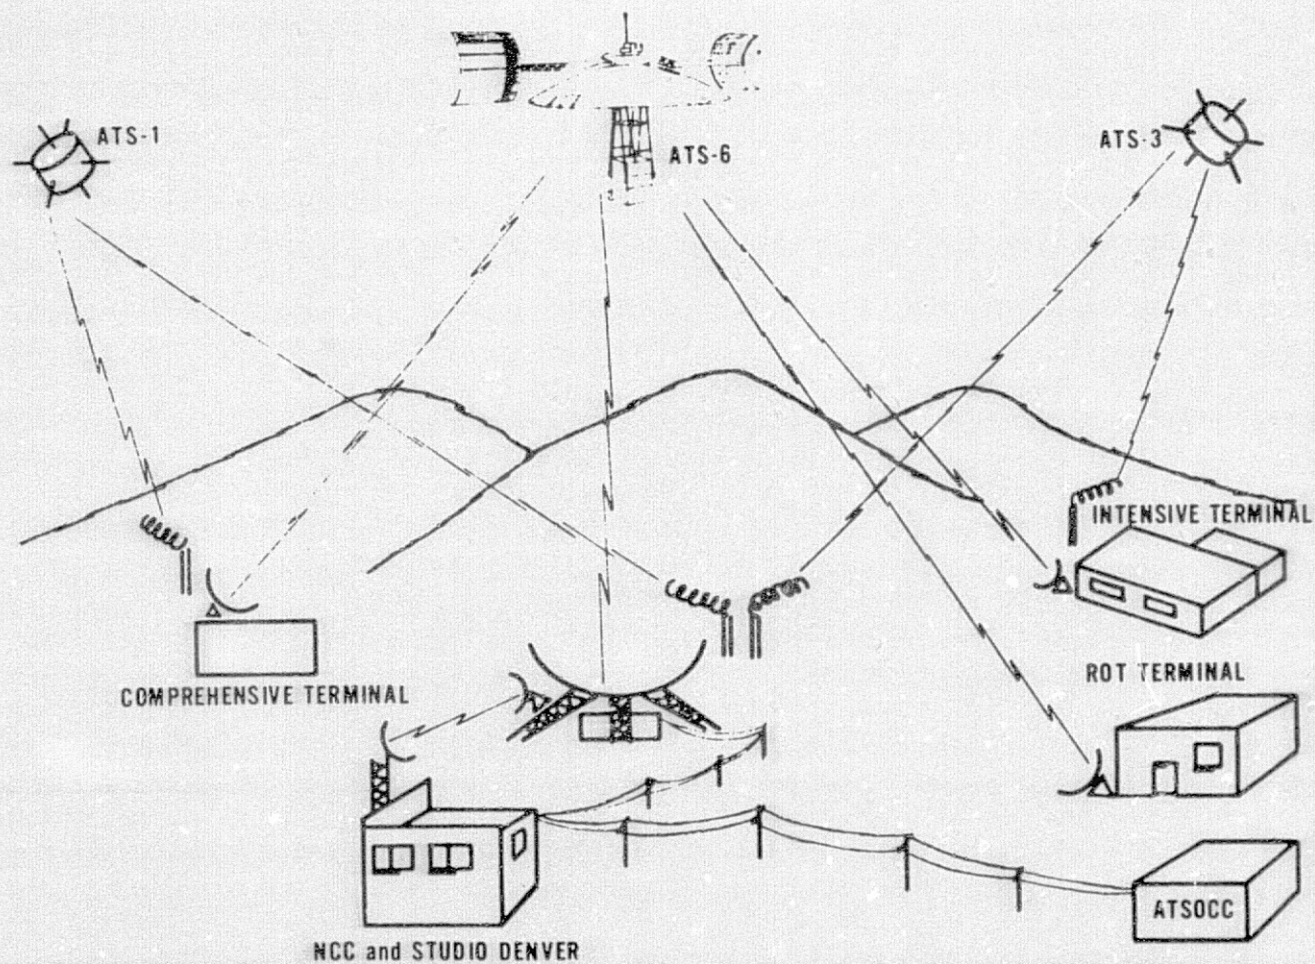 ATS-1
ATS-6
ATS-3
INTENSIVE TERMINAL
ROT TERMINAL
COMPREHENSIVE TERMINAL
ATSOCC
NCC and STUDIO DENVER